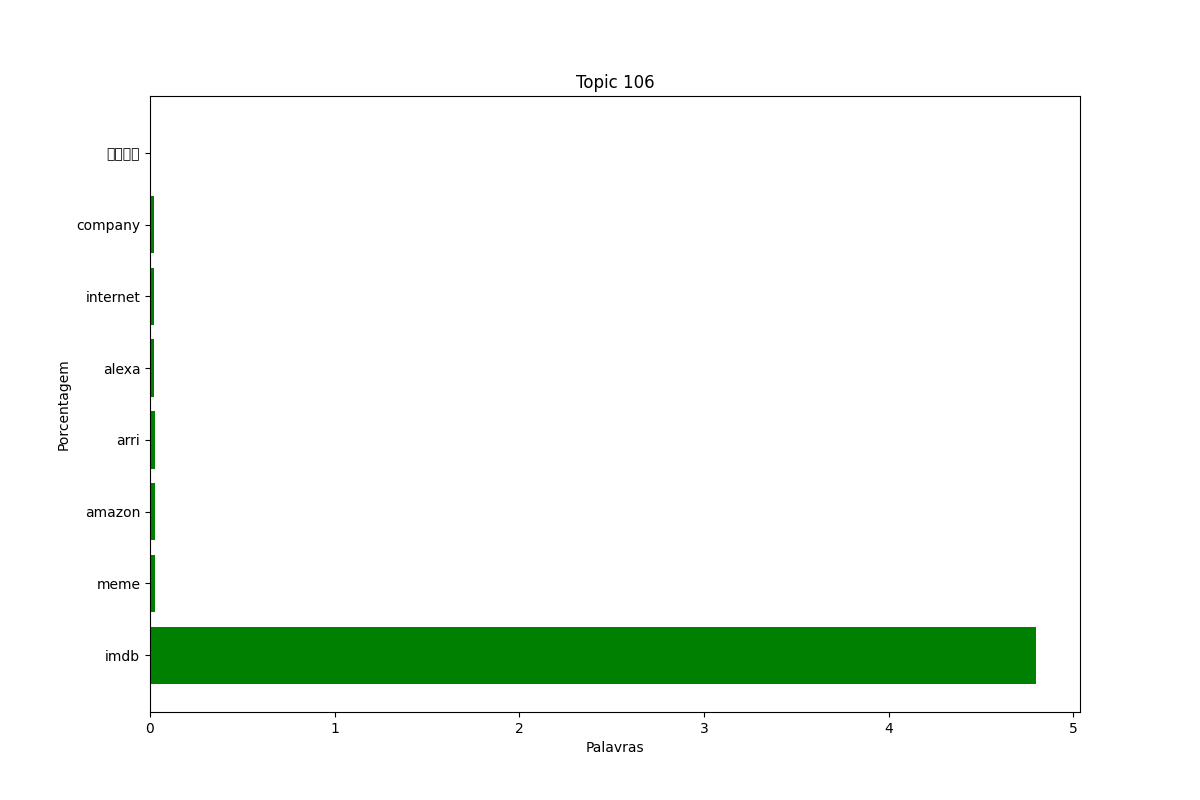 Topic 106
company
internet
alexa
arri
amazon
meme
imdb
Porcentagem
0 1 2 3 4 5
Palavras